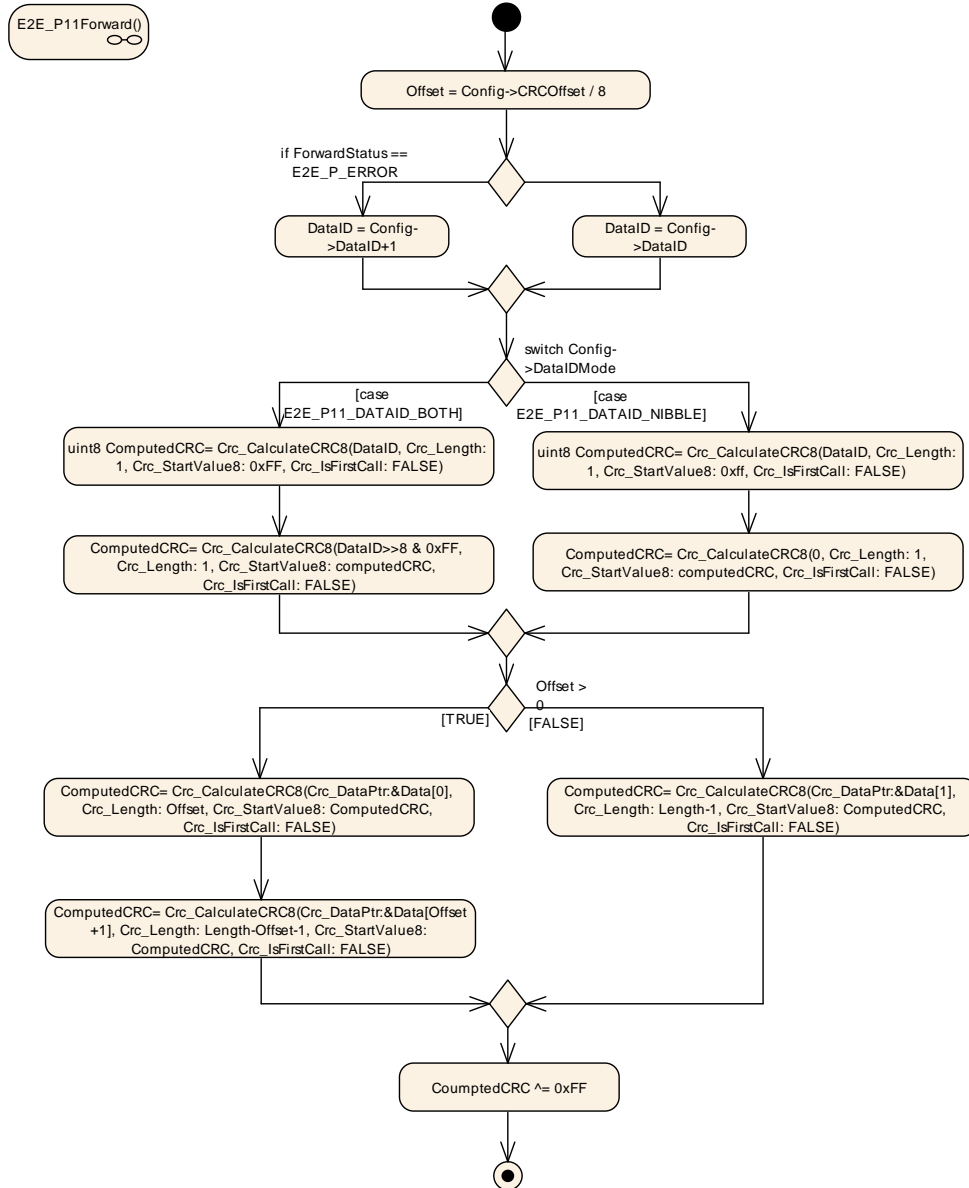 E2E_P11Forward()
Offset = Config->CRCOffset / 8
if ForwardStatus ==
E2E_P_ERROR
DataID = Config-
>DataID+1
DataID = Config-
>DataID
switch Config-
>DataIDMode
[case
E2E_P11_DATAID_BOTH]
[case
E2E_P11_DATAID_NIBBLE]
uint8 ComputedCRC= Crc_CalculateCRC8(DataID, Crc_Length:
1, Crc_StartValue8: 0xFF, Crc_IsFirstCall: FALSE)
uint8 ComputedCRC= Crc_CalculateCRC8(DataID, Crc_Length:
1, Crc_StartValue8: 0xff, Crc_IsFirstCall: FALSE)
ComputedCRC= Crc_CalculateCRC8(DataID>>8 & 0xFF,
Crc_Length: 1, Crc_StartValue8: computedCRC,
Crc_IsFirstCall: FALSE)
ComputedCRC= Crc_CalculateCRC8(0, Crc_Length: 1,
Crc_StartValue8: computedCRC, Crc_IsFirstCall: FALSE)
Offset >
0
[TRUE]
[FALSE]
ComputedCRC= Crc_CalculateCRC8(Crc_DataPtr:&Data[0],
Crc_Length: Offset, Crc_StartValue8: ComputedCRC,
Crc_IsFirstCall: FALSE)
ComputedCRC= Crc_CalculateCRC8(Crc_DataPtr:&Data[1],
Crc_Length: Length-1, Crc_StartValue8: ComputedCRC,
Crc_IsFirstCall: FALSE)
ComputedCRC= Crc_CalculateCRC8(Crc_DataPtr:&Data[Offset
+1], Crc_Length: Length-Offset-1, Crc_StartValue8:
ComputedCRC, Crc_IsFirstCall: FALSE)
CoumptedCRC ^= 0xFF